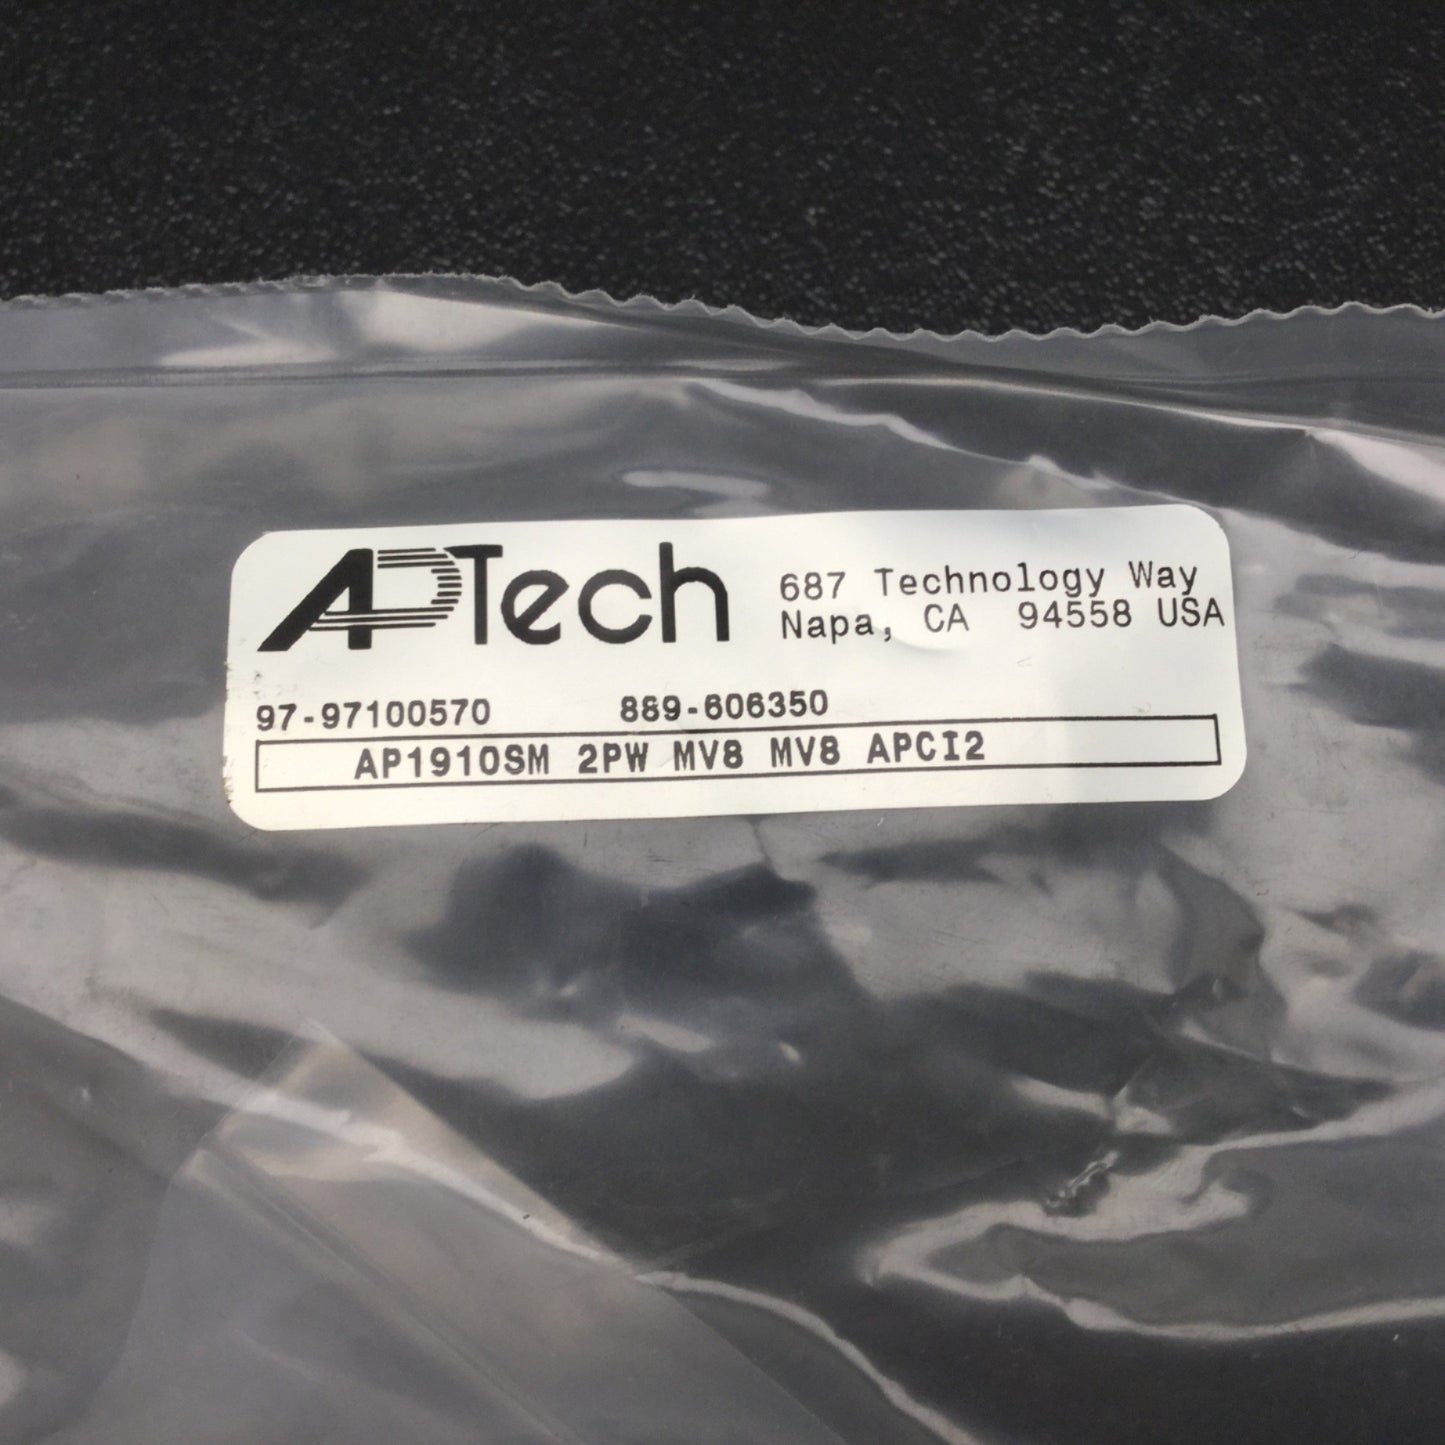 APTech
687 Technology Way
Napa, CA 94558 USA
97-97100570 889-606350
AP1910SM 2PW MV8 MV8 APCI2